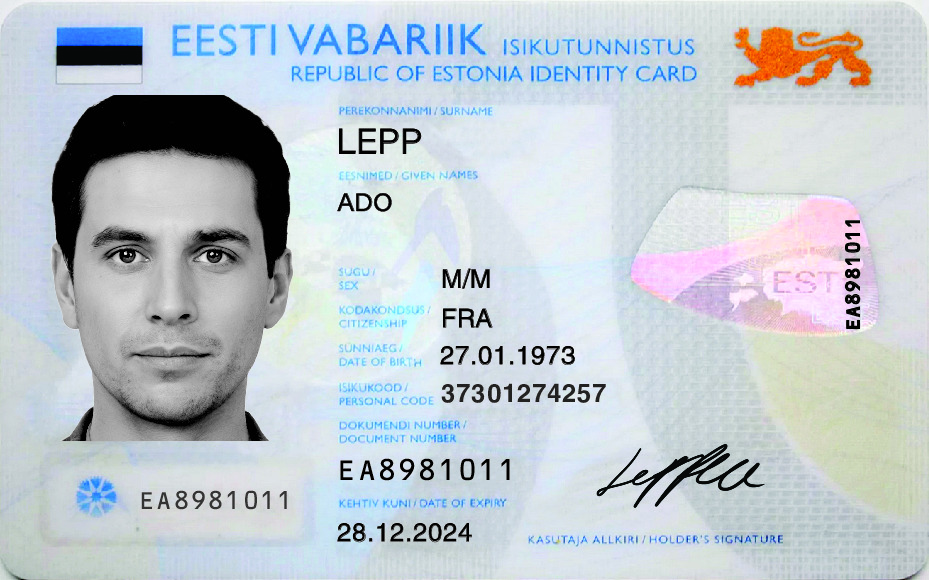 EESTI VABARIIK ISIKUTUNNISTUS
REPUBLIC OF ESTONIA IDENTITY CARD
PEREKONNANIMI / SURNAME
LEPP
EESNIMED / GIVEN NAMES
ADO
SUGU /
SEX
M/M
KODAKONDSUS /
CITIZENSHIP
FRA
SÜNNIAEG /
DATE OF BIRTH
27.01.1973
ISIKUKOOD /
PERSONAL CODE
37301274257
DOKUMENDI NUMBER /
DOCUMENT NUMBER
EA8981011
KEHTIV KUNI / DATE OF EXPIRY
28.12.2024
EA8981011
EST
EA8981011
KASUTAJA ALLKIRI / HOLDER'S SIGNATURE